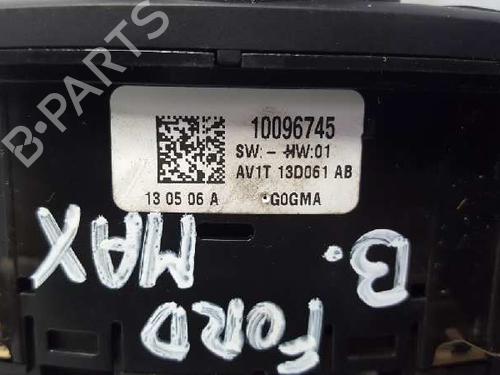 10096745
SW:- HW:01
AV1T 13D061 AB
13 05 06 A
G0GMA
FORD B.
MAX
B-PARTS